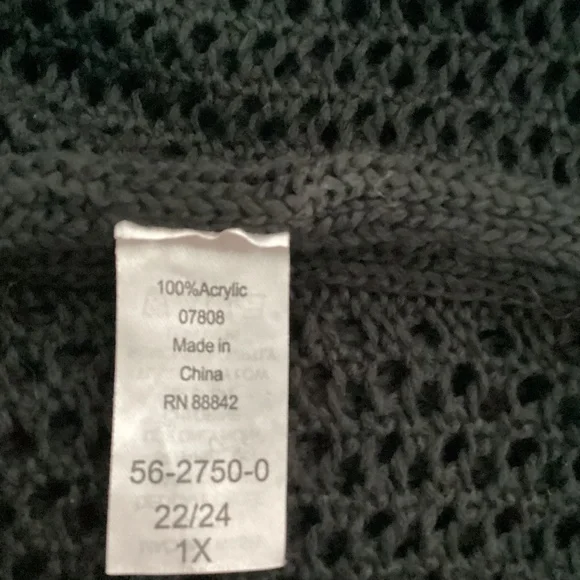 100%Acrylic
07808
Made in
China
RN 88842
56-2750-0
22/24
1X